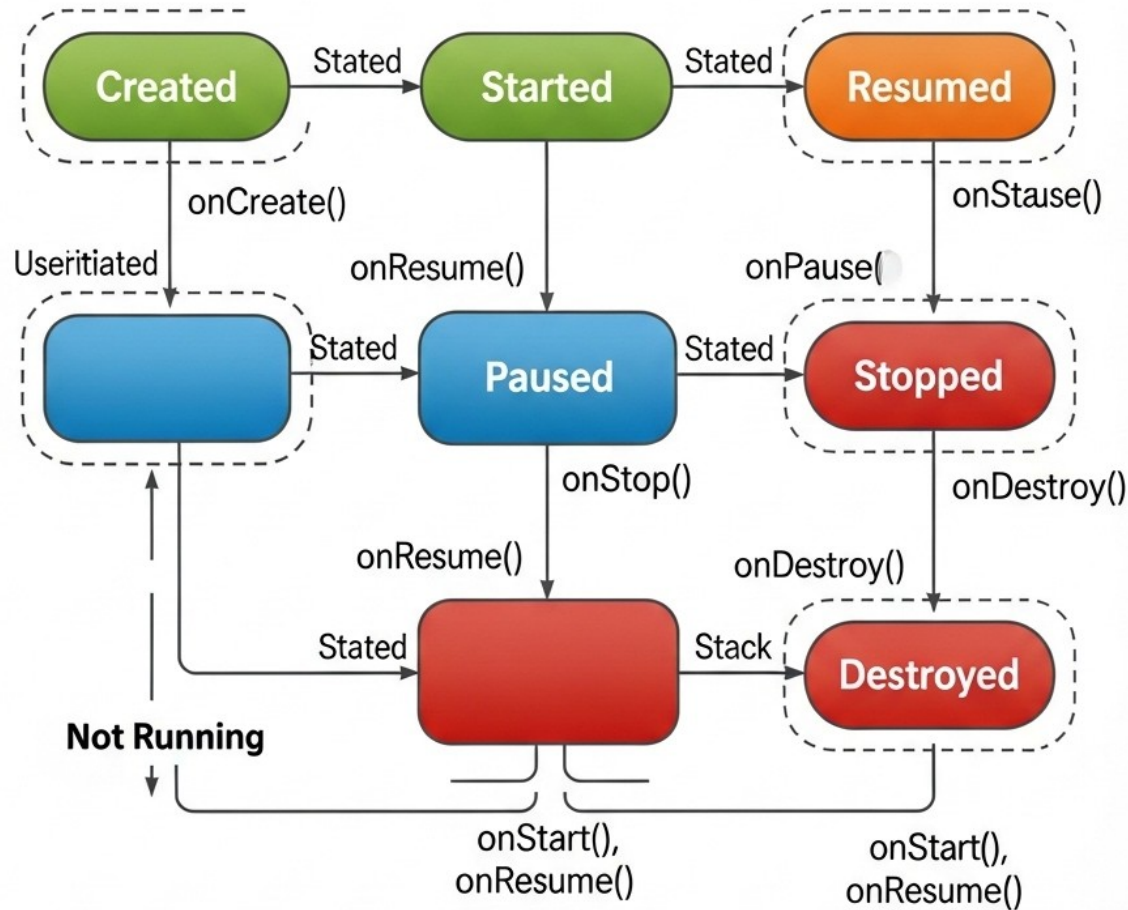 Created
Stated
Started
Stated
Resumed
onCreate()
onStause()
Useritiated
onResume()
onPause(
Stated
Paused
Stated
Stopped
onStop()
onDestroy()
onResume()
onDestroy()
Stated
Stack
Destroyed
Not Running
onStart(),
onResume()
onStart(),
onResume()